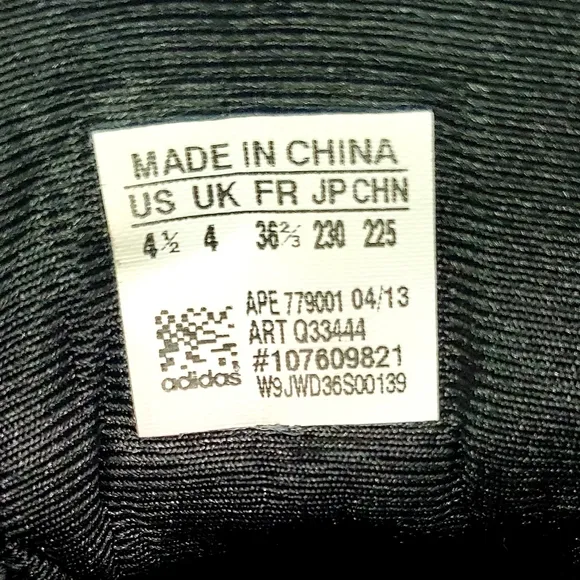 MADE IN CHINA
US UK FR JP CHN
4½ 4 36⅔ 230 225
APE 779001 04/13
ART Q33444
#107609821
adidas W9JWD36S00139